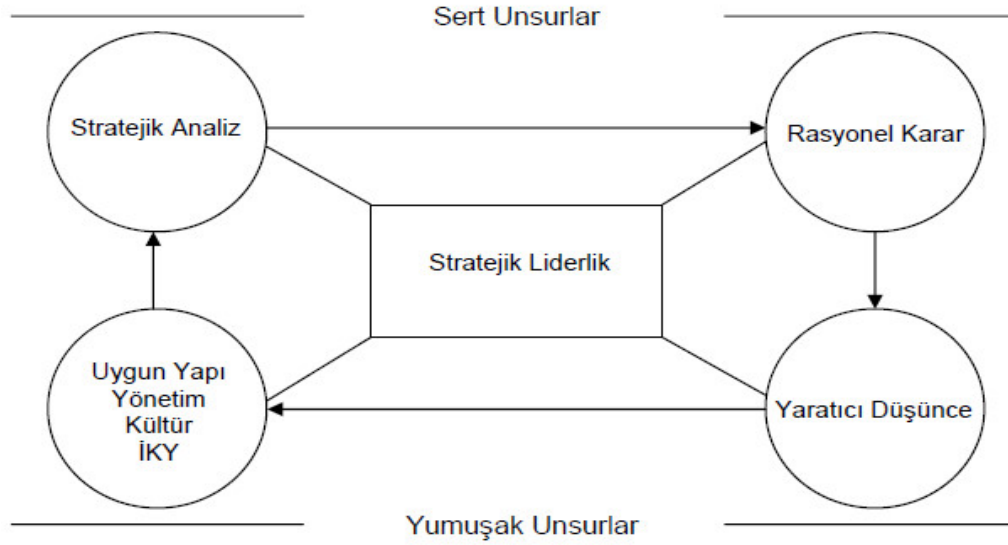 Sert Unsurlar
Stratejik Analiz
Rasyonel Karar
Stratejik Liderlik
Uygun Yapı
Yönetim
Kültür
İKY
Yaratıcı Düşünce
Yumuşak Unsurlar